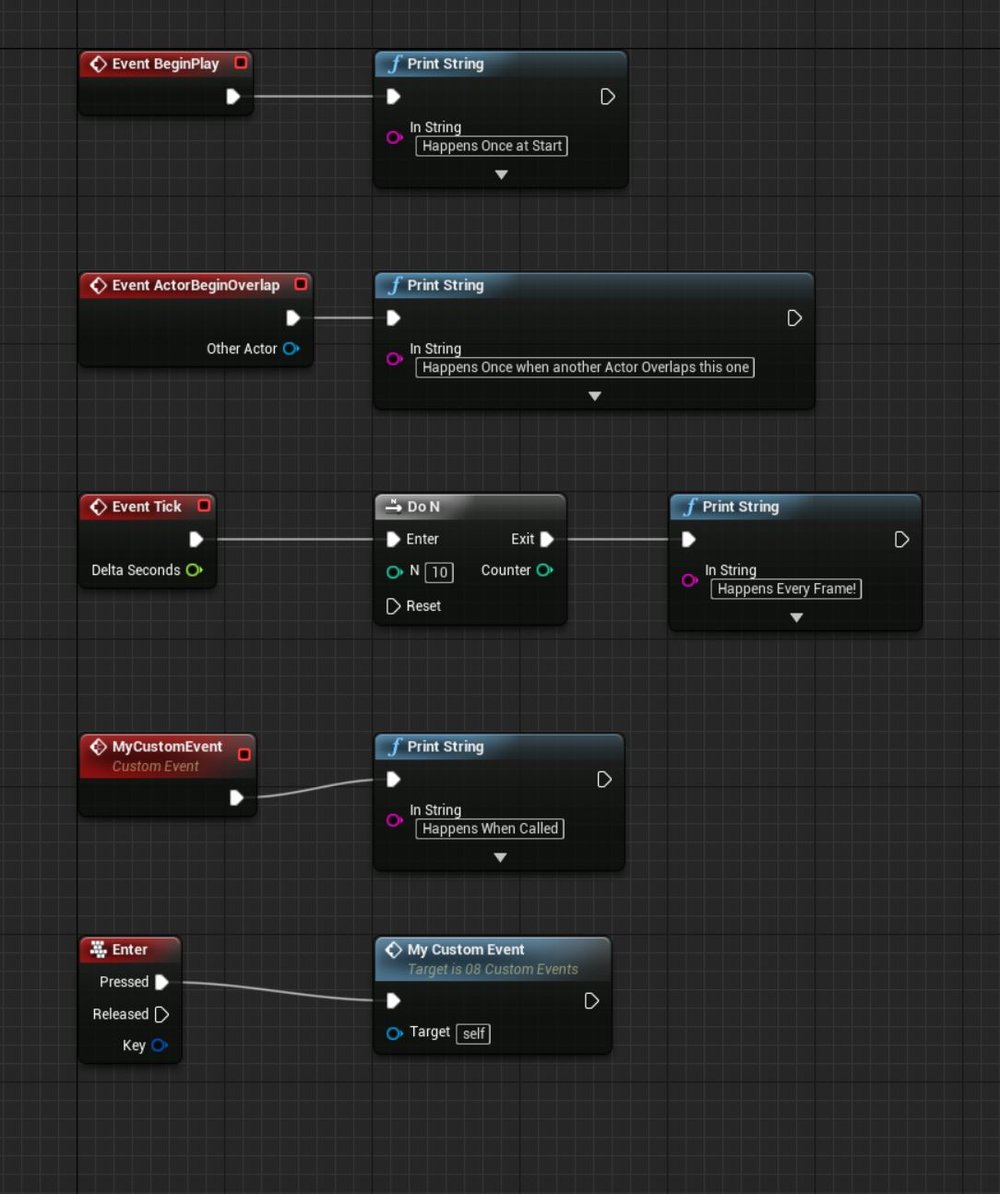 Event BeginPlay
Print String
In String
Happens Once at Start
Event ActorBeginOverlap
Other Actor
Print String
In String
Happens Once when another Actor Overlaps this one
Event Tick
Delta Seconds
Do N
Enter Exit
N 10 Counter
Reset
Print String
In String
Happens Every Frame!
MyCustomEvent
Custom Event
Print String
In String
Happens When Called
Enter
Pressed
Released
Key
My Custom Event
Target is 08 Custom Events
Target self